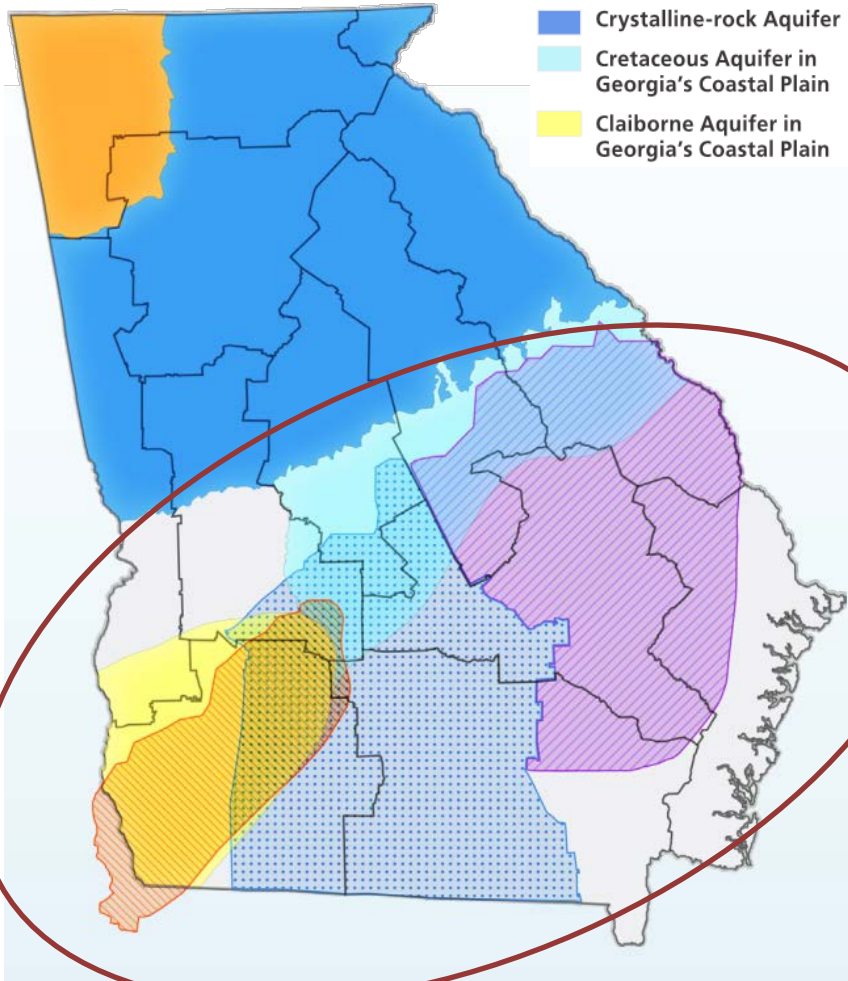 Crystalline-rock Aquifer
Cretaceous Aquifer in
Georgia's Coastal Plain
Claiborne Aquifer in
Georgia's Coastal Plain